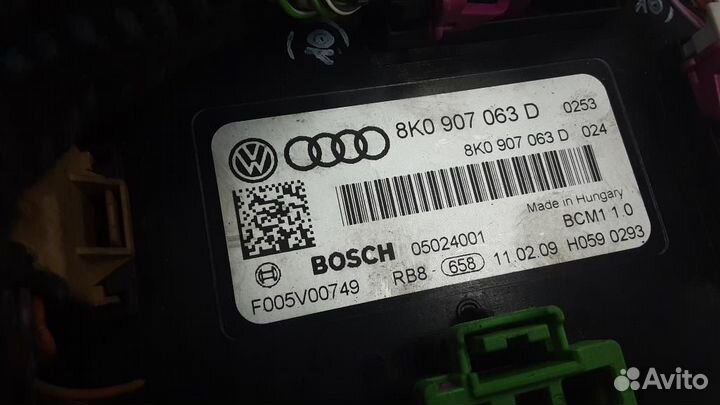 8K0 907 063 D 0253
8K0 907 063 D 024
Made in Hungary
BOSCH 05024001 BCM1 1.0
F005V00749 RB8- 658 11.02.09 H059 0293
Avito